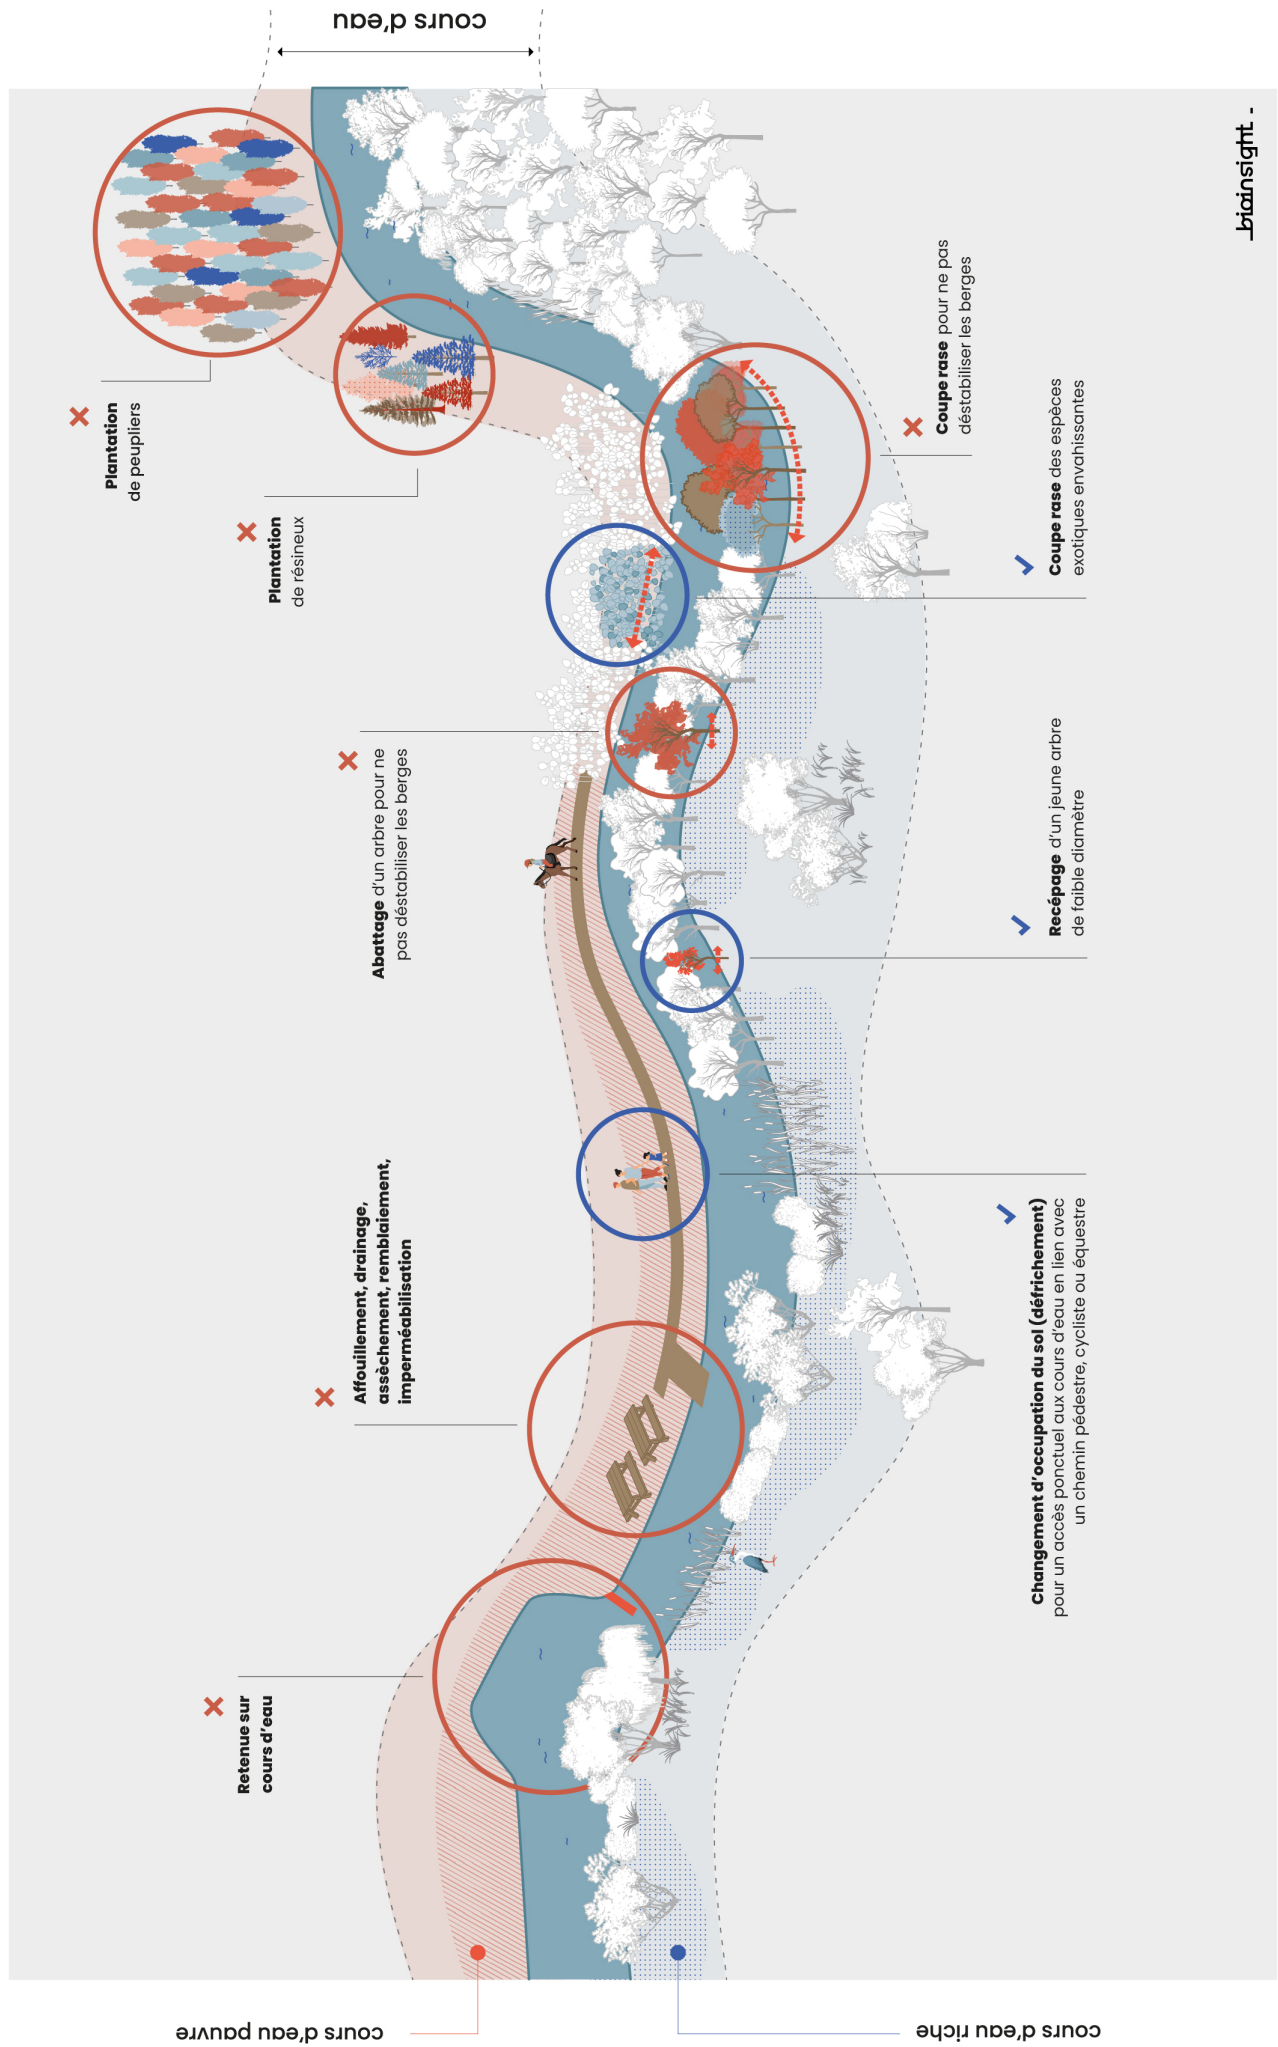 cours d'eau pauvre
cours d'eau riche
cours d'eau
Retenue sur
cours d'eau
Affouillement, drainage,
assèchement, remblaiement,
imperméabilisation
Abattage d'un arbre pour ne
pas déstabiliser les berges
Plantation
de résineux
Plantation
de peupliers
Changement d'occupation du sol (défrichement)
pour un accès ponctuel aux cours d'eau en lien avec
un chemin pédestre, cycliste ou équestre
Recépage d'un jeune arbre
de faible diamètre
Coupe rase des espèces
exotiques envahissantes
Coupe rase pour ne pas
déstabiliser les berges
bioinsight